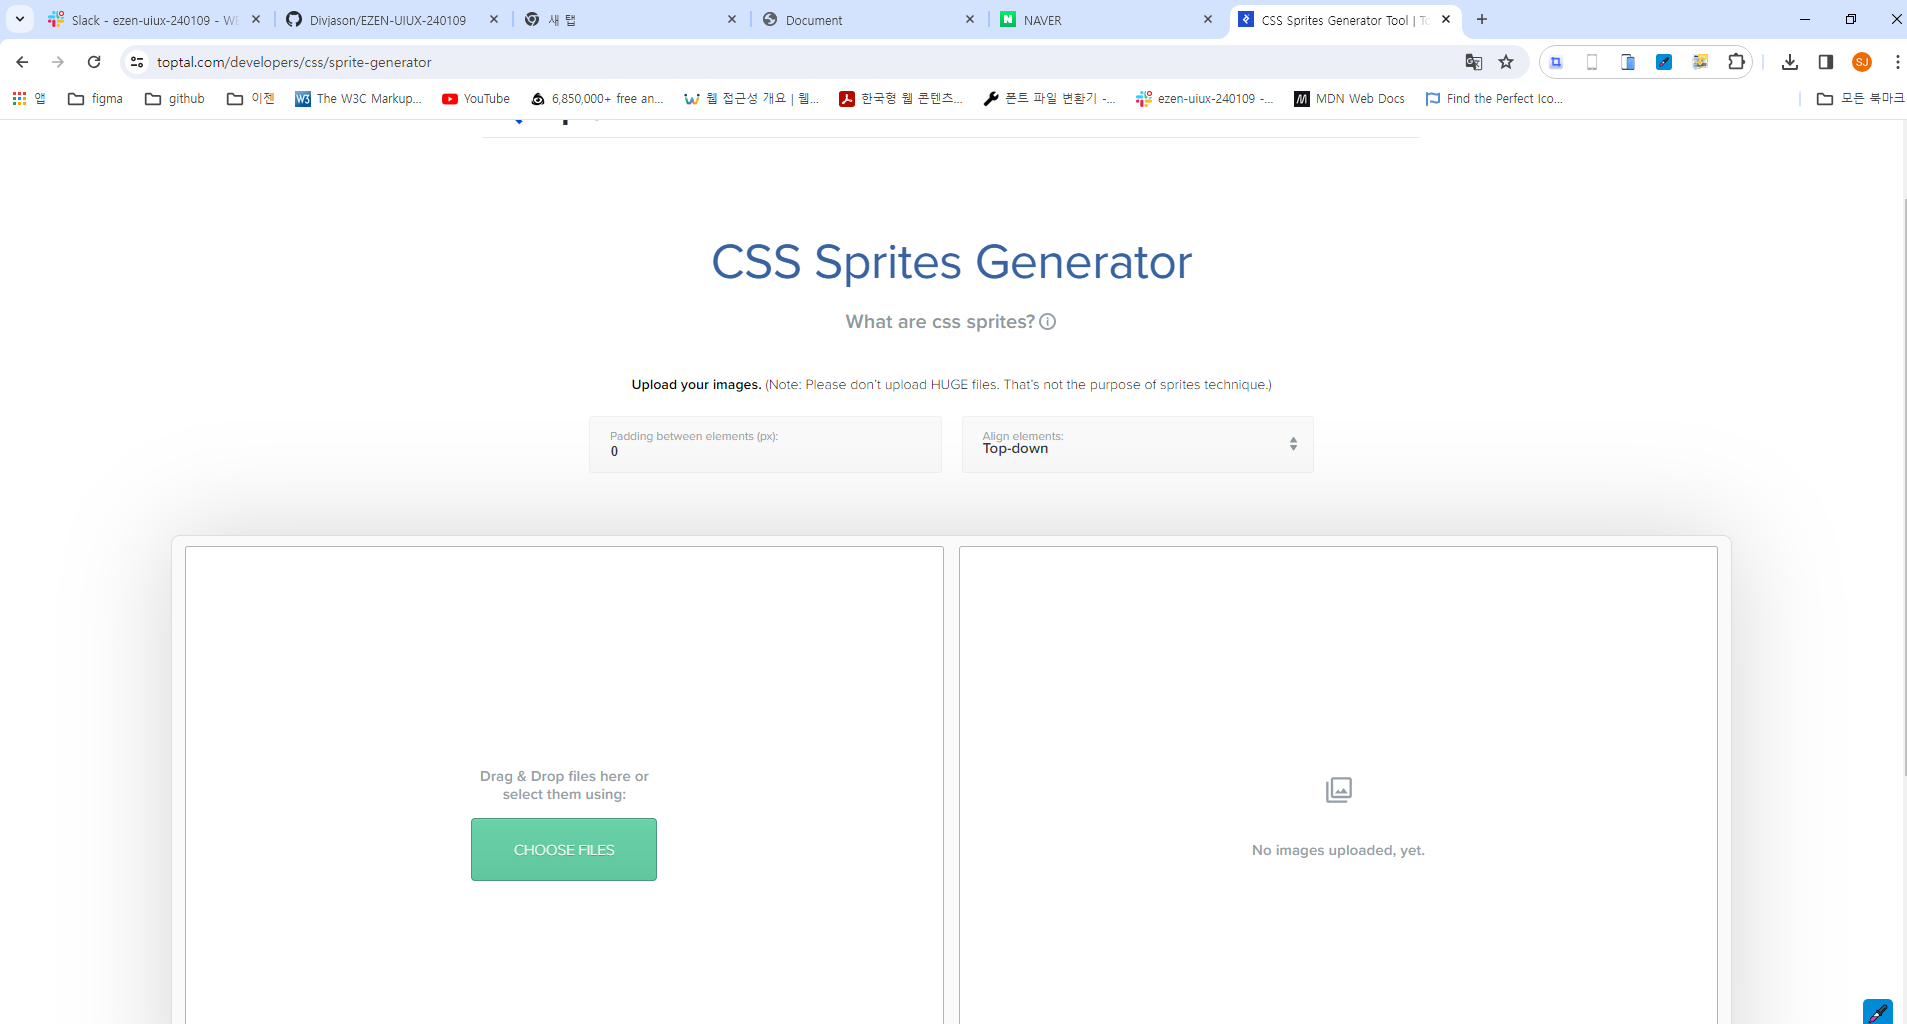 Slack - ezen-uiux-240109 - WE
Divjason/EZEN-UIUX-240109
새 탭
Document
NAVER
CSS Sprites Generator Tool | To
toptal.com/developers/css/sprite-generator
SJ
앱
figma
github
이젠
The W3C Markup...
YouTube
6,850,000+ free an...
웹 접근성 개요 | 웹...
한국형 웹 콘텐츠...
폰트 파일 변환기 -...
ezen-uiux-240109 -...
MDN Web Docs
Find the Perfect Ico...
모든 북마크
CSS Sprites Generator
What are css sprites?
Upload your images. (Note: Please don’t upload HUGE files. That’s not the purpose of sprites technique.)
Padding between elements (px):
0
Align elements:
Top-down
Drag & Drop files here or
select them using:
CHOOSE FILES
No images uploaded, yet.